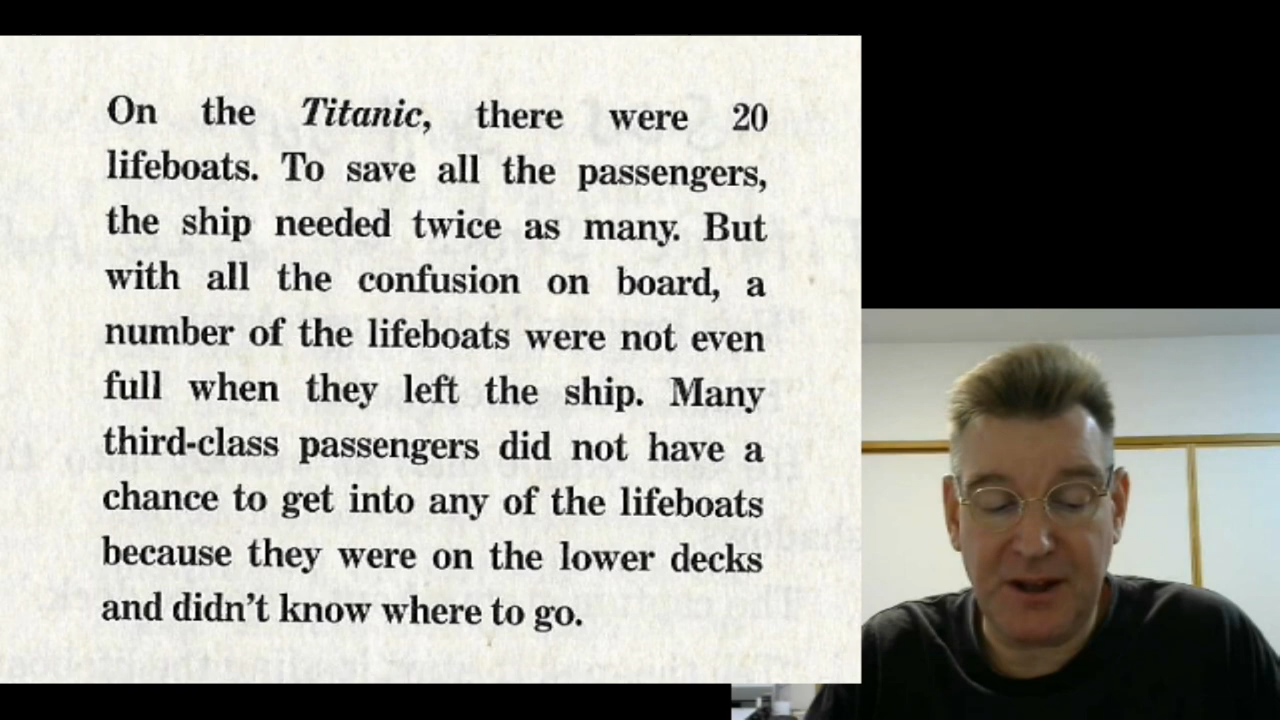 On the Titanic, there were 20
lifeboats. To save all the passengers,
the ship needed twice as many. But
with all the confusion on board, a
number of the lifeboats were not even
full when they left the ship. Many
third-class passengers did not have a
chance to get into any of the lifeboats
because they were on the lower decks
and didn't know where to go.